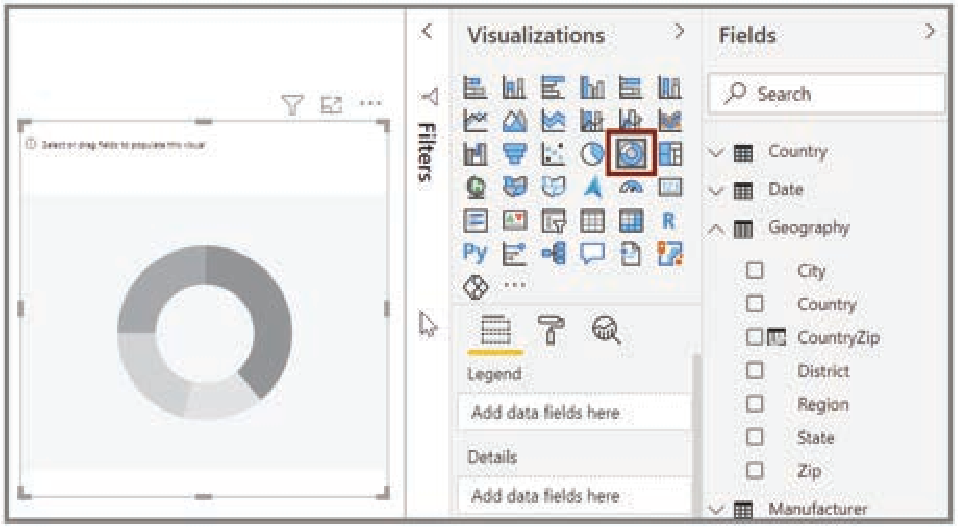 Select or drag fields to populate this visual
Filters
Visualizations
Py
R
Legend
Add data fields here
Details
Add data fields here
Fields
Search
Country
Date
Geography
City
Country
CountryZip
District
Region
State
Zip
Manufacturer